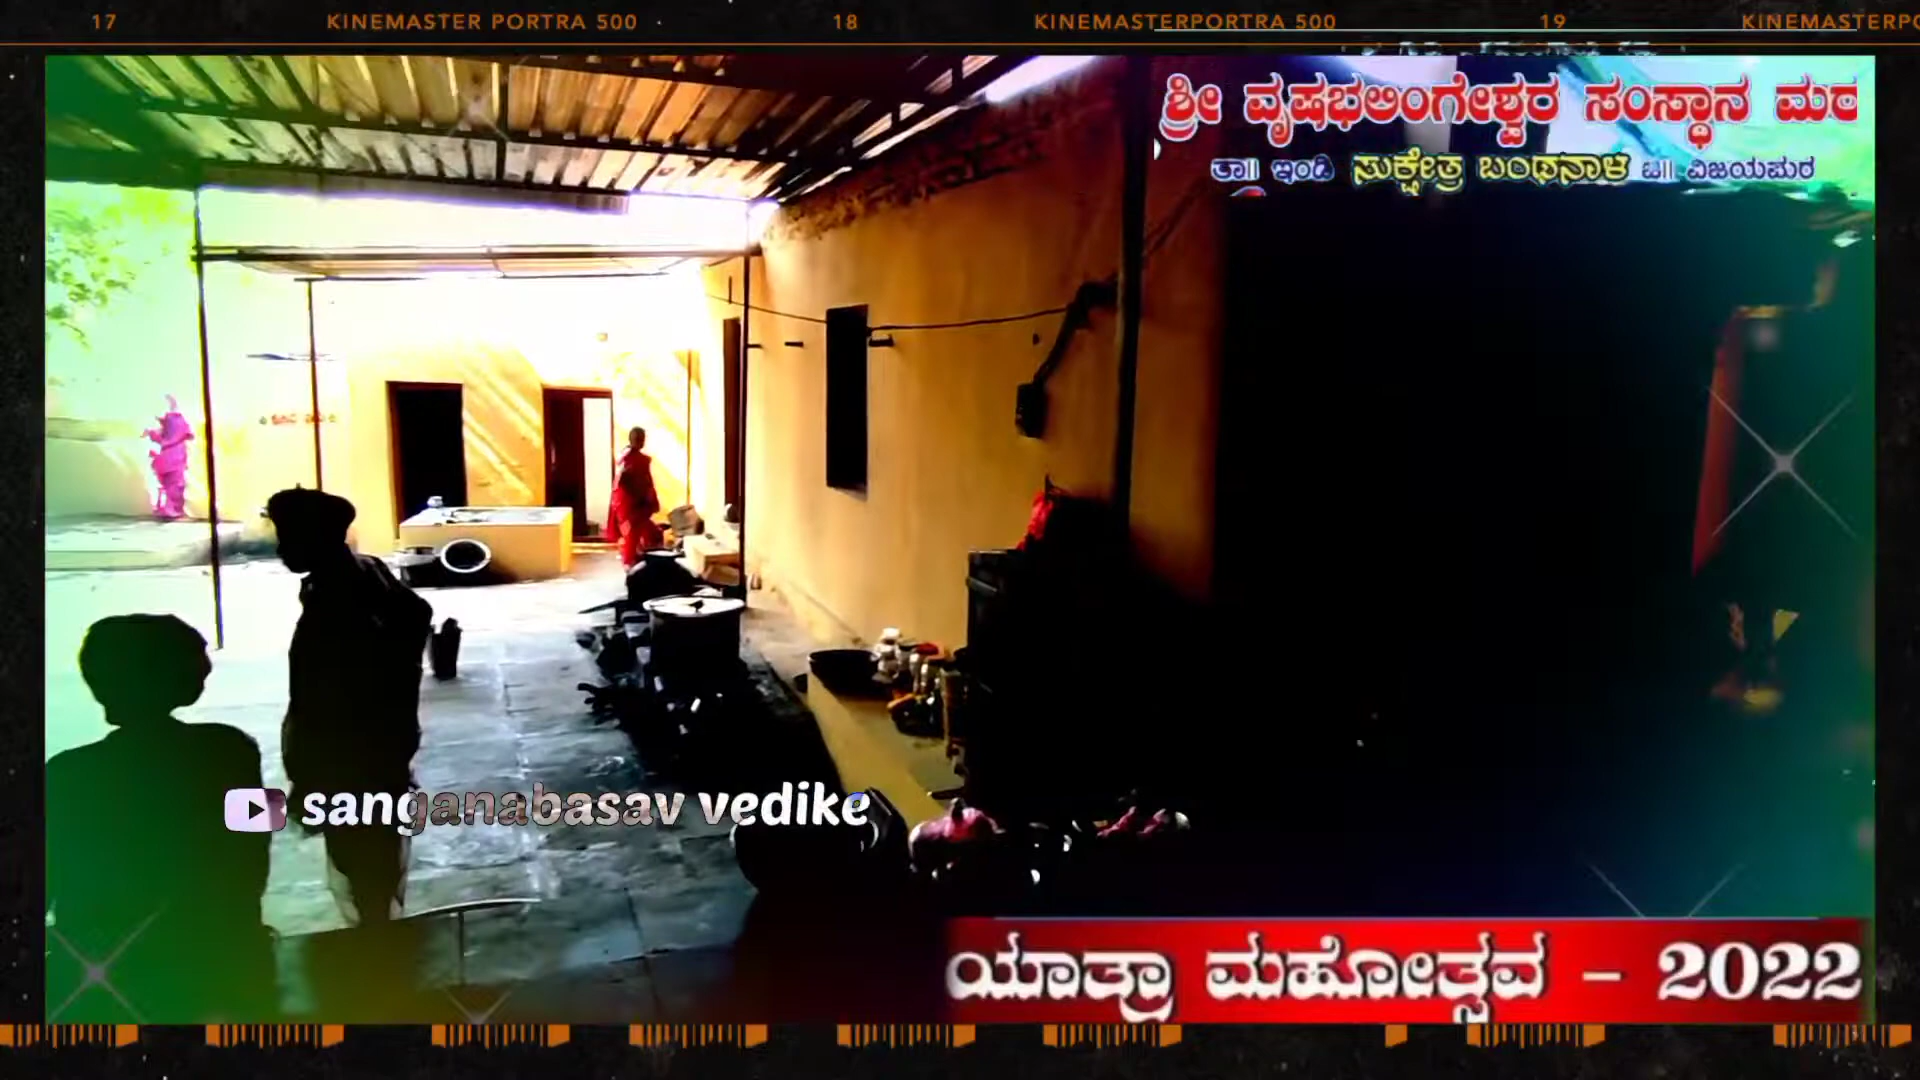 17 KINEMASTER PORTRA 500 18 KINEMASTERPORTRA 500 19 KINEMASTERPO
ಶ್ರೀ ವೃಷಭಲಿಂಗೇಶ್ವರ ಸಂಸ್ಥಾನ ಮಠ
ತಾ॥ ಇಂಡಿ ಸುಕ್ಷೇತ್ರ ಬಂಥನಾಳ ಜಿ॥ ವಿಜಯಪುರ
sanganabasav vedike
ಯಾತ್ರಾ ಮಹೋತ್ಸವ - 2022